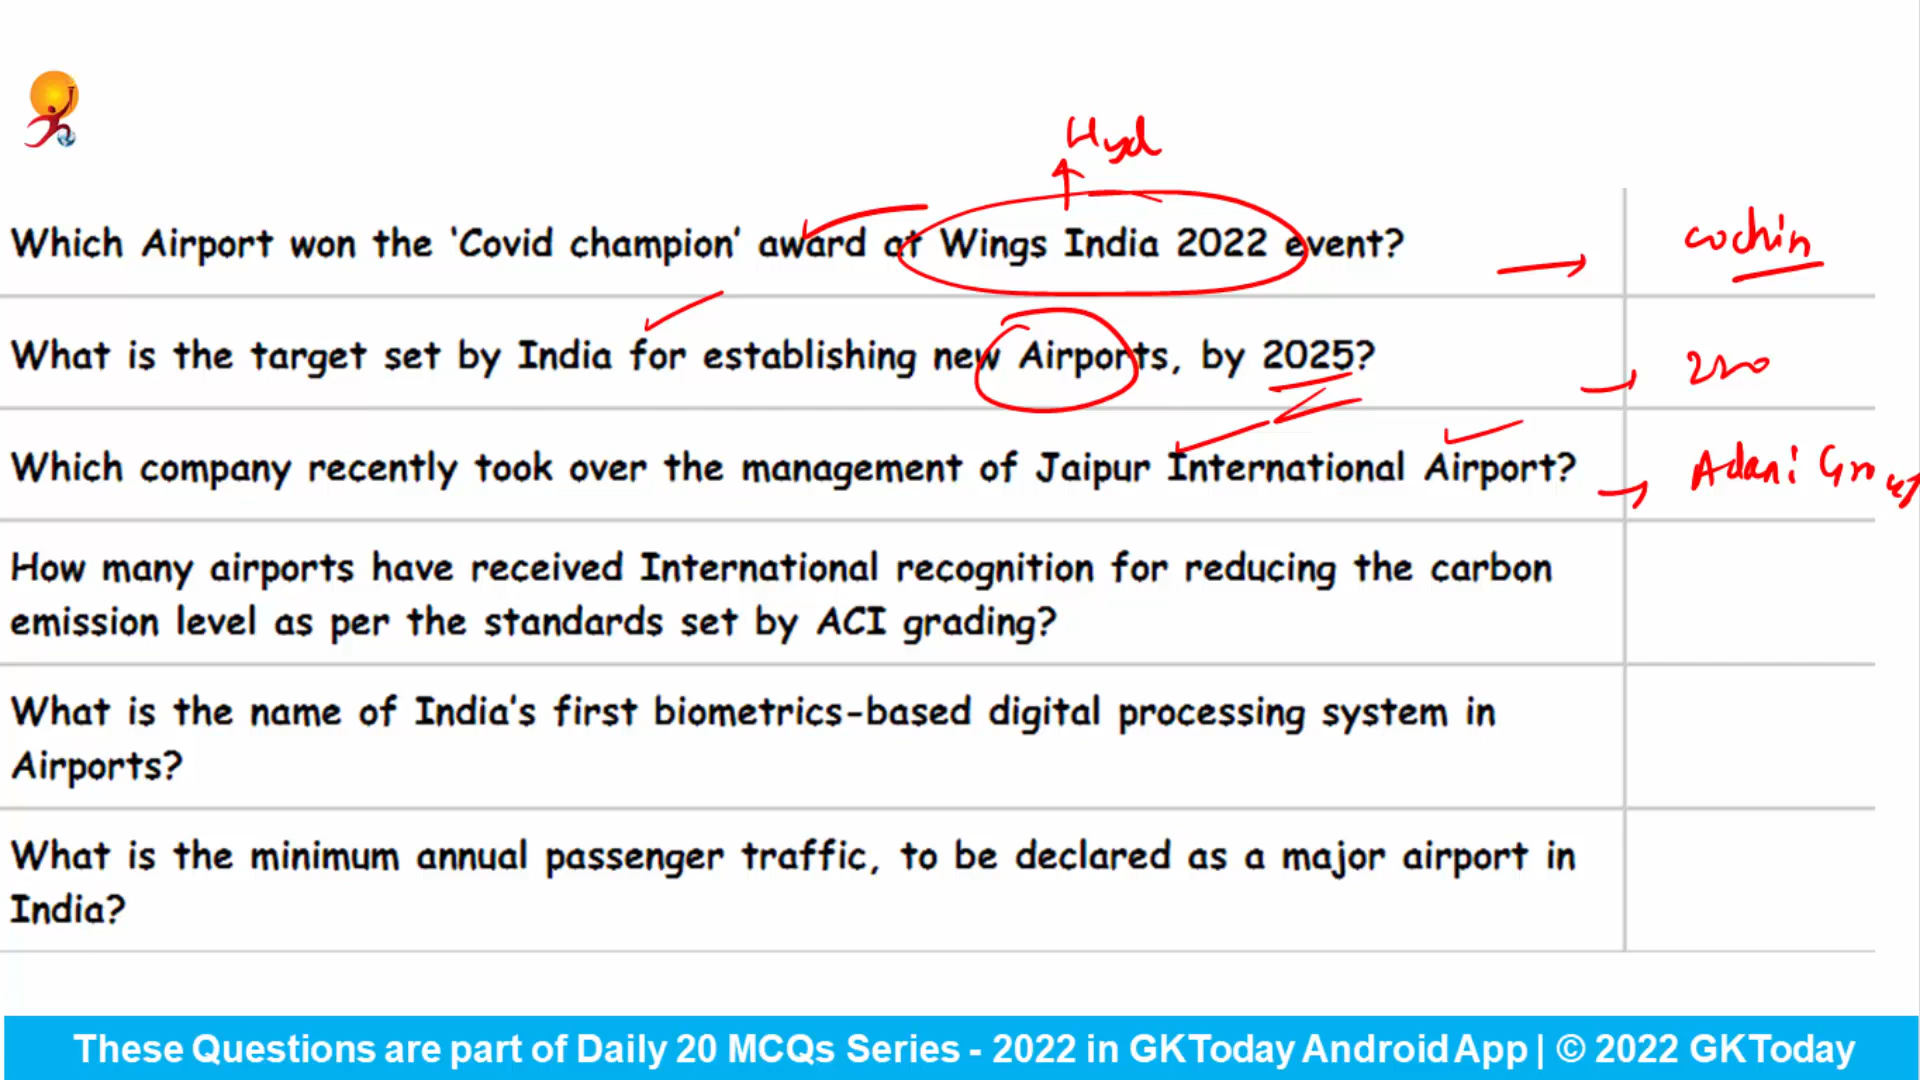 Hyd
Which Airport won the ‘Covid champion’ award at Wings India 2022 event?
cochin
What is the target set by India for establishing new Airports, by 2025?
220
Which company recently took over the management of Jaipur International Airport?
Adani Group
How many airports have received International recognition for reducing the carbon
emission level as per the standards set by ACI grading?
What is the name of India's first biometrics-based digital processing system in
Airports?
What is the minimum annual passenger traffic, to be declared as a major airport in
India?
These Questions are part of Daily 20 MCQs Series - 2022 in GKToday Android App | © 2022 GKToday